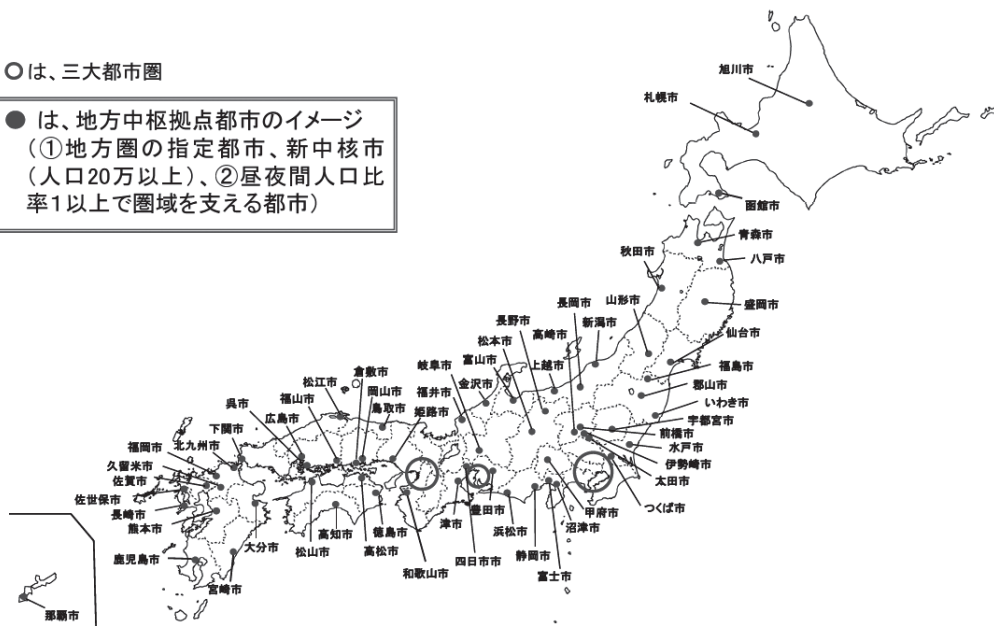 ○は、三大都市圏
● は、地方中枢拠点都市のイメージ
(①地方圏の指定都市、新中核市
(人口20万以上)、②昼夜間人口比
率1以上で圏域を支える都市)
旭川市
札幌市
函館市
青森市
八戸市
秋田市
盛岡市
山形市
仙台市
長岡市
新潟市
長野市
高崎市
松本市
上越市
福島市
郡山市
いわき市
宇都宮市
前橋市
水戸市
伊勢崎市
太田市
つくば市
岐阜市
富山市
福井市
金沢市
倉敷市
松江市
岡山市
福山市
鳥取市
呉市
姫路市
広島市
下関市
福岡市
北九州市
久留米市
佐賀市
佐世保市
長崎市
熊本市
鹿児島市
宮崎市
大分市
松山市
高知市
高松市
徳島市
和歌山市
津市
四日市市
豊田市
浜松市
静岡市
富士市
沼津市
甲府市
那覇市